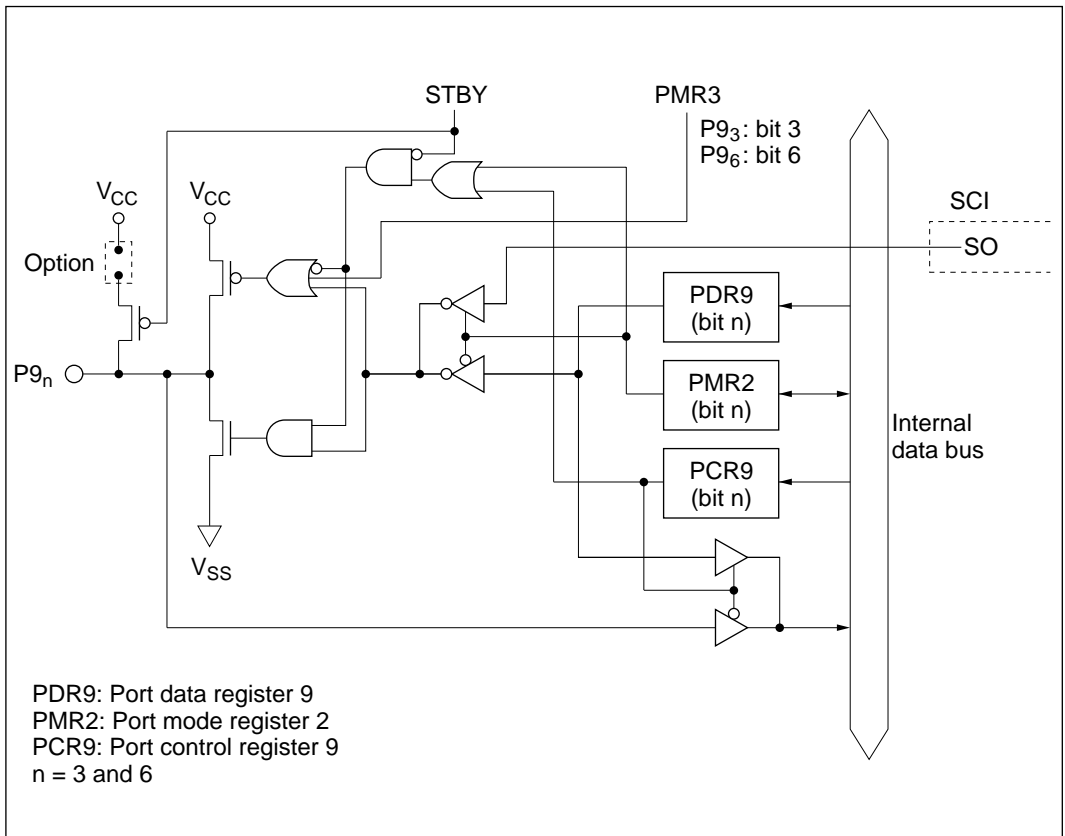 STBY
PMR3
P9₃: bit 3
P9₆: bit 6
V_CC
V_CC
SCI
SO
Option
PDR9
(bit n)
P9ₙ
PMR2
(bit n)
Internal
data bus
PCR9
(bit n)
V_SS
PDR9: Port data register 9
PMR2: Port mode register 2
PCR9: Port control register 9
n = 3 and 6